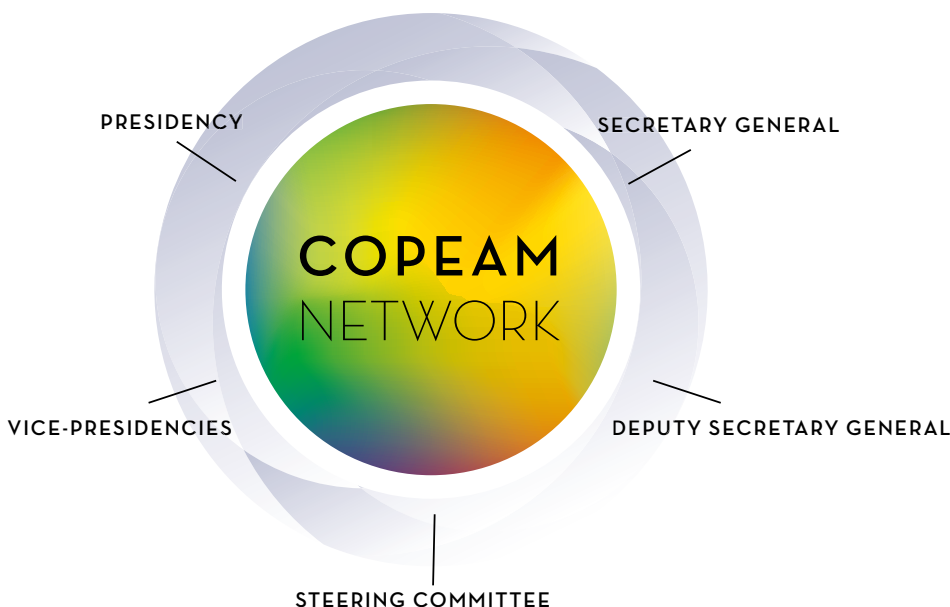 PRESIDENCY
SECRETARY GENERAL
COPEAM
NETWORK
VICE-PRESIDENCIES
DEPUTY SECRETARY GENERAL
STEERING COMMITTEE